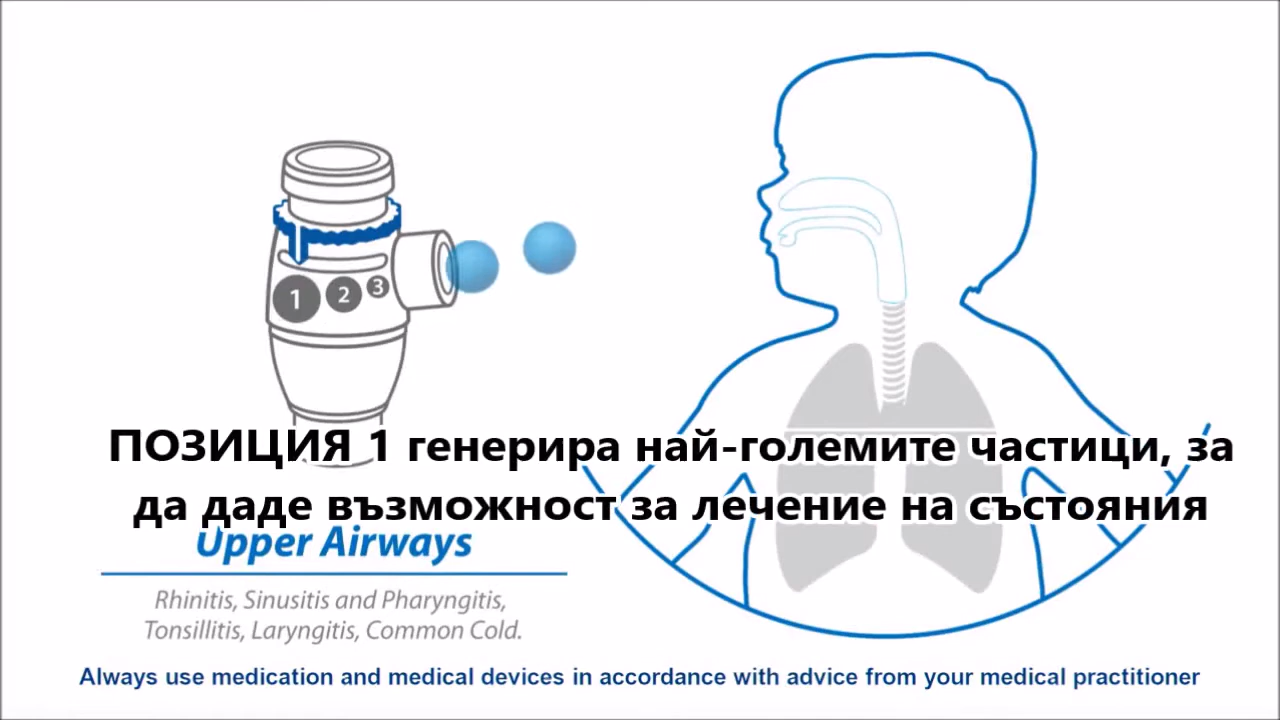 1
2
3
ПОЗИЦИЯ 1 генерира най-големите частици, за
да даде възможност за лечение на състояния
Upper Airways
Rhinitis, Sinusitis and Pharyngitis,
Tonsillitis, Laryngitis, Common Cold.
Always use medication and medical devices in accordance with advice from your medical practitioner